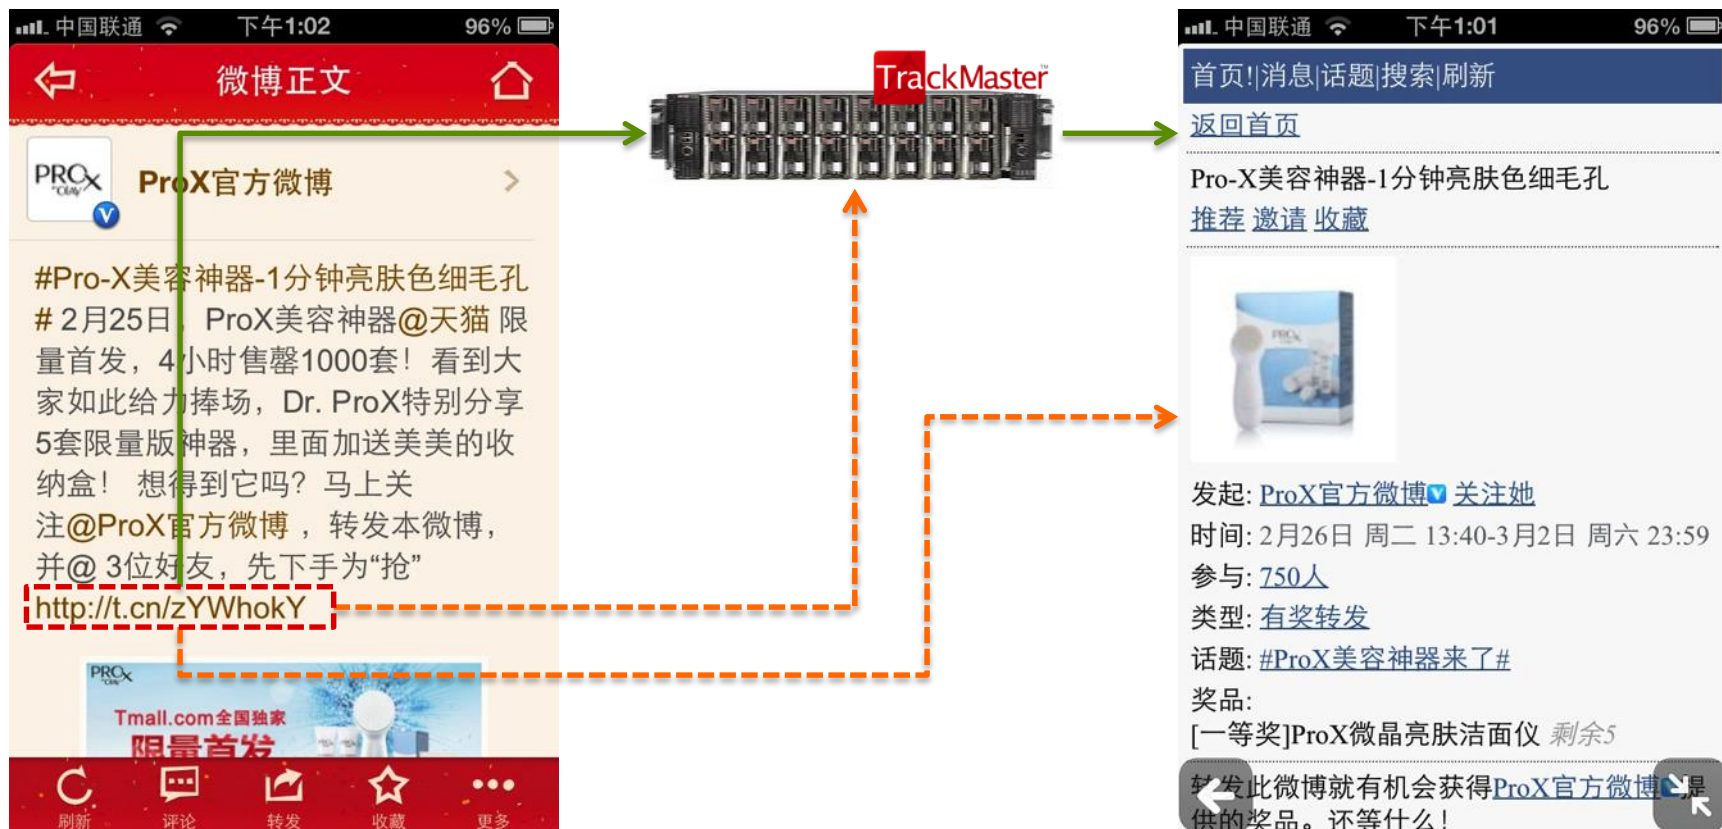 中国联通 下午1:02 96%
微博正文
PROX
by OLAY
ProX官方微博
#Pro-X美容神器-1分钟亮肤色细毛孔
# 2月25日，ProX美容神器@天猫 限
量首发，4小时售罄1000套！看到大
家如此给力捧场，Dr. ProX特别分享
5套限量版神器，里面加送美美的收
纳盒！ 想得到它吗？马上关
注@ProX官方微博 ，转发本微博，
并@ 3位好友，先下手为“抢”
http://t.cn/zYWhokY
PROX
by OLAY
Tmall.com全国独家
限量首发
刷新 评论 转发 收藏 更多
TrackMaster™
中国联通 下午1:01 96%
首页!|消息|话题|搜索|刷新
返回首页
Pro-X美容神器-1分钟亮肤色细毛孔
推荐 邀请 收藏
PROX
发起: ProX官方微博V 关注她
时间: 2月26日 周二 13:40-3月2日 周六 23:59
参与: 750人
类型: 有奖转发
话题: #ProX美容神器来了#
奖品:
[一等奖]ProX微晶亮肤洁面仪 剩余5
转发此微博就有机会获得ProX官方微博提
供的奖品。还等什么！